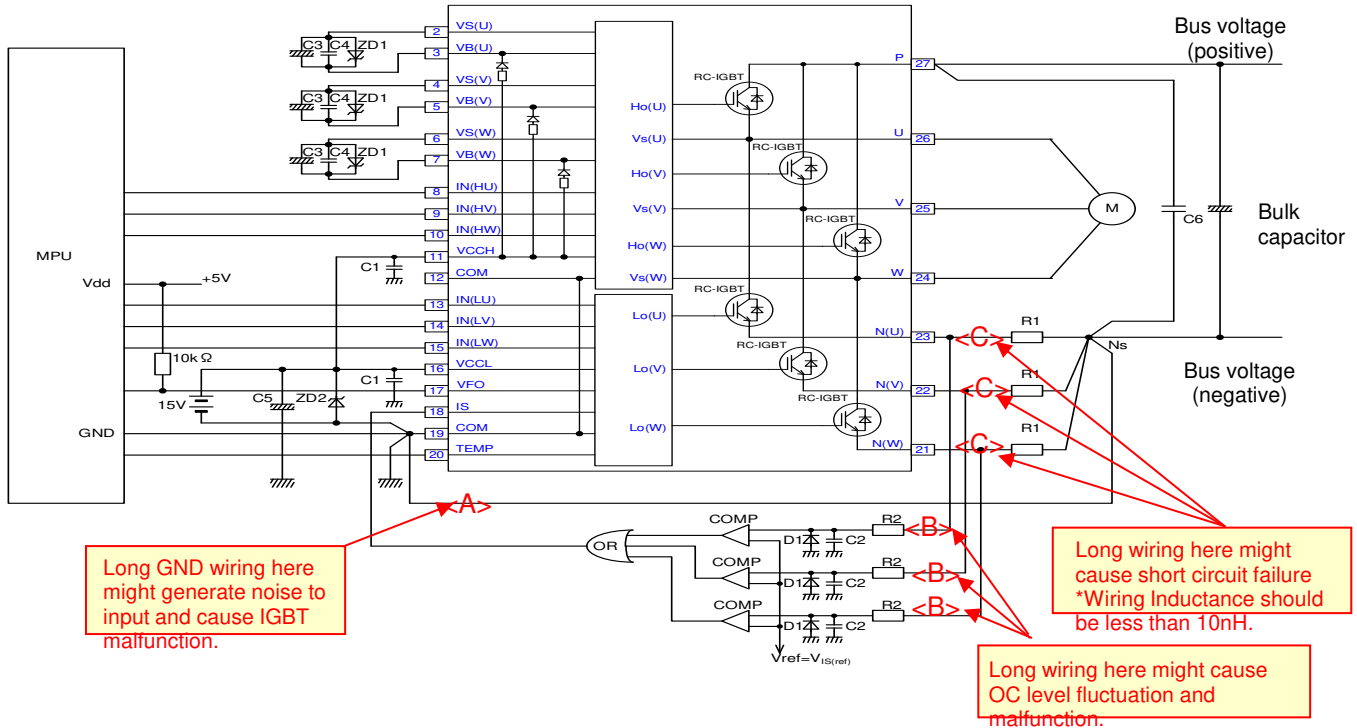 VS(U)
2
C3 C4 ZD1
VB(U)
3
VS(V)
4
C3 C4 ZD1
VB(V)
5
VS(W)
6
C3 C4 ZD1
VB(W)
7
IN(HU)
8
IN(HV)
9
IN(HW)
10
VCCH
11
C1
COM
12
IN(LU)
13
IN(LV)
14
IN(LW)
15
VCCL
16
C1
VFO
17
IS
18
COM
19
TEMP
20
MPU
Vdd
+5V
10kΩ
15V
C5
ZD2
GND
Ho(U)
Vs(U)
Ho(V)
Vs(V)
Ho(W)
Vs(W)
Lo(U)
Lo(V)
Lo(W)
RC-IGBT
RC-IGBT
RC-IGBT
RC-IGBT
RC-IGBT
RC-IGBT
P
27
U
26
V
25
W
24
N(U)
23
N(V)
22
N(W)
21
Bus voltage
(positive)
M
C6
Bulk
capacitor
<C>
R1
<C>
R1
<C>
R1
Ns
Bus voltage
(negative)
<A>
OR
COMP
D1
C2
R2
<B>
COMP
D1
C2
R2
<B>
COMP
D1
C2
R2
<B>
Vref=VIS(ref)
Long GND wiring here
might generate noise to
input and cause IGBT
malfunction.
Long wiring here might
cause short circuit failure
*Wiring Inductance should
be less than 10nH.
Long wiring here might cause
OC level fluctuation and
malfunction.